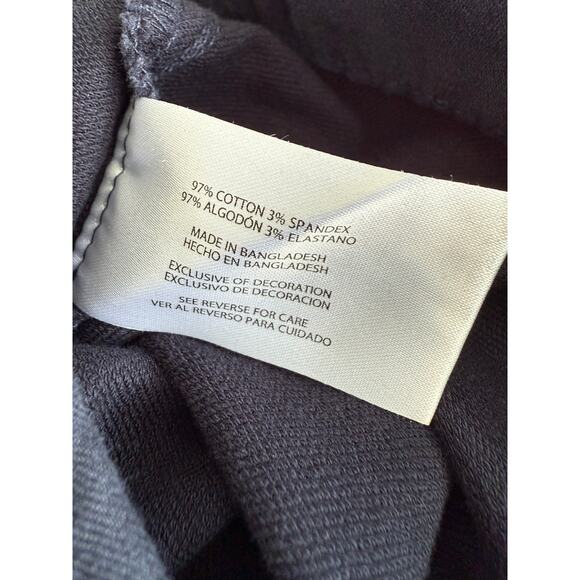 97% COTTON 3% SPANDEX
97% ALGODÓN 3% ELASTANO
MADE IN BANGLADESH
HECHO EN BANGLADESH
EXCLUSIVE OF DECORATION
EXCLUSIVO DE DECORACION
SEE REVERSE FOR CARE
VER AL REVERSO PARA CUIDADO